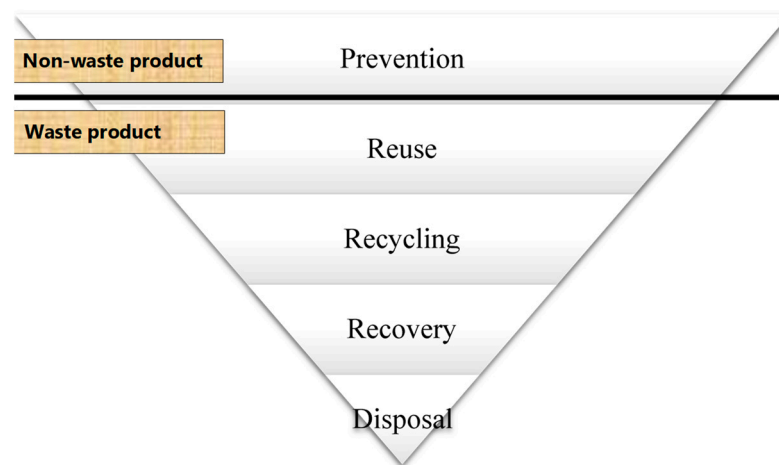 Non-waste product
Prevention
Waste product
Reuse
Recycling
Recovery
Disposal